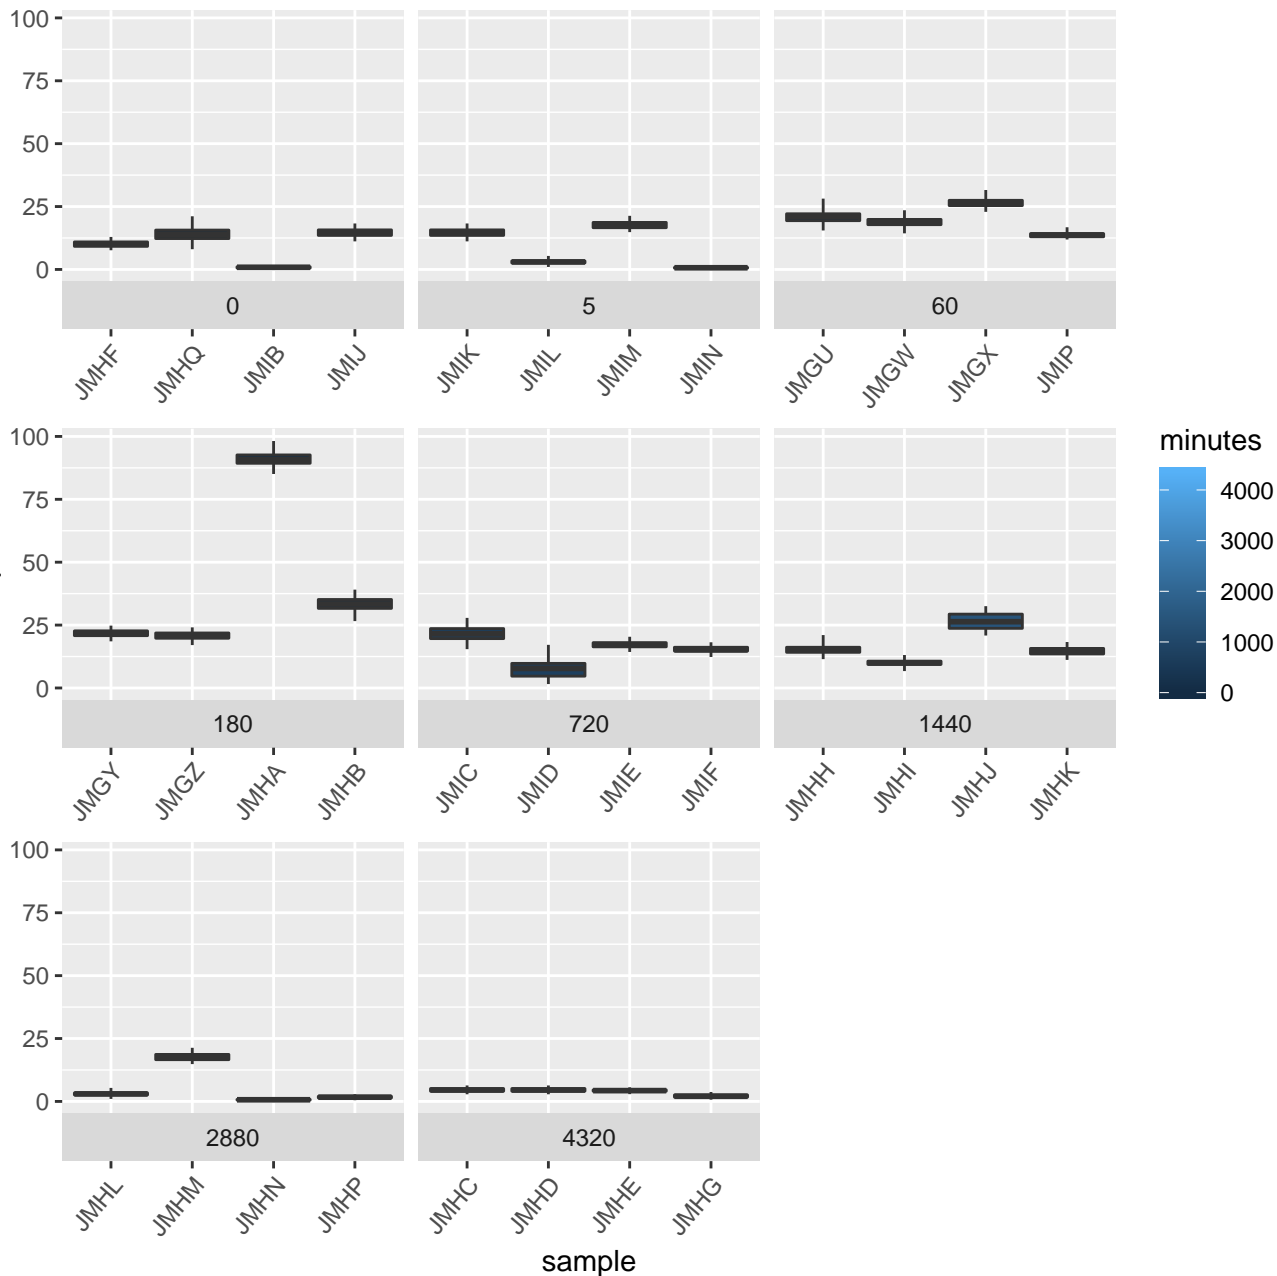 100
75
50
25
0
0
5
60
JMHF
JMHQ
JMIB
JMIJ
JMIK
JMIL
JMIM
JMIN
JMGU
JMGW
JMGX
JMIP
100
75
50
25
0
180
720
1440
JMGY
JMGZ
JMHA
JMHB
JMIC
JMID
JMIE
JMIF
JMHH
JMHI
JMHJ
JMHK
minutes
4000
3000
2000
1000
0
100
75
50
25
0
2880
4320
JMHL
JMHM
JMHN
JMHP
JMHC
JMHD
JMHE
JMHG
sample